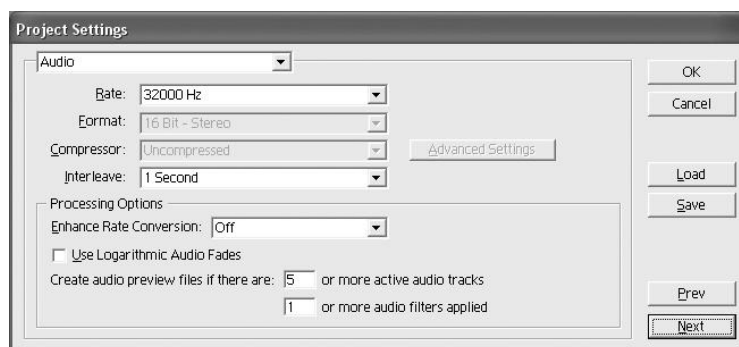 Project Settings
Audio
OK
Rate: 32000 Hz
Cancel
Format: 16 Bit - Stereo
Compressor: Uncompressed Advanced Settings
Interleave: 1 Second
Load
Processing Options
Save
Enhance Rate Conversion: Off
Use Logarithmic Audio Fades
Create audio preview files if there are: 5 or more active audio tracks
Prev
1 or more audio filters applied
Next